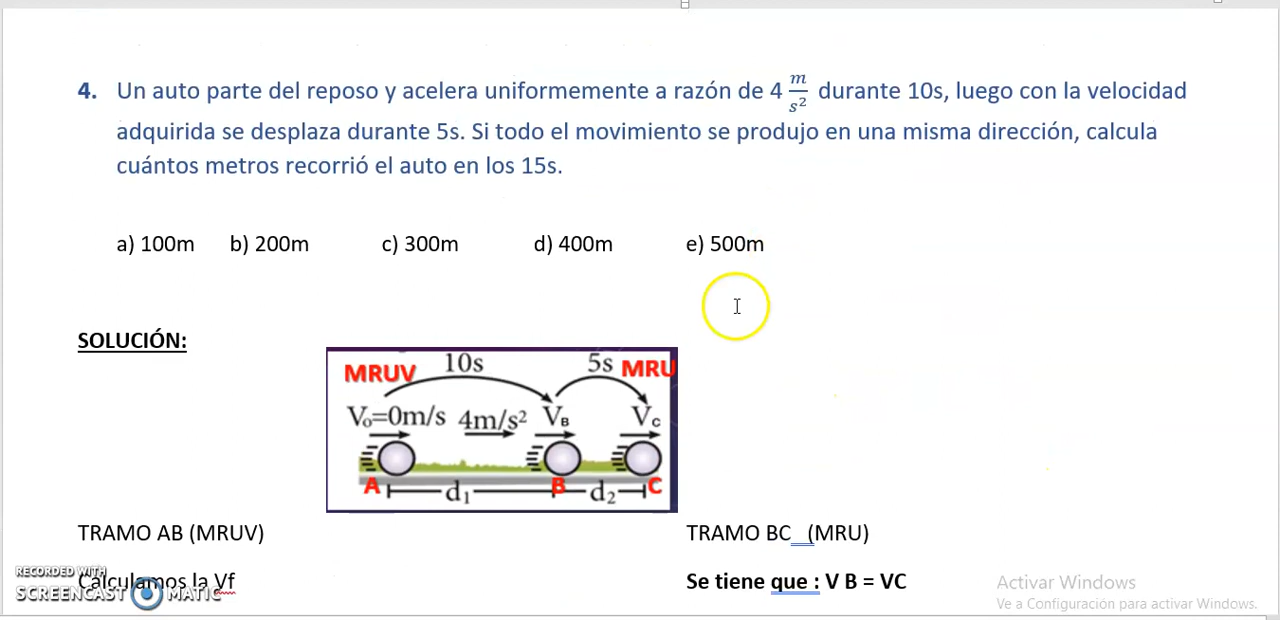 4. Un auto parte del reposo y acelera uniformemente a razón de 4 m/s² durante 10s, luego con la velocidad
adquirida se desplaza durante 5s. Si todo el movimiento se produjo en una misma dirección, calcula
cuántos metros recorrió el auto en los 15s.
a) 100m b) 200m c) 300m d) 400m e) 500m
SOLUCIÓN:
MRUV 10s 5s MRU
V₀=0m/s 4m/s² V_B V_C
A d₁ B d₂ C
TRAMO AB (MRUV) TRAMO BC (MRU)
Calculamos la Vf Se tiene que : V B = VC
RECORDED WITH
SCREENCAST MATIC
Activar Windows
Ve a Configuración para activar Windows.